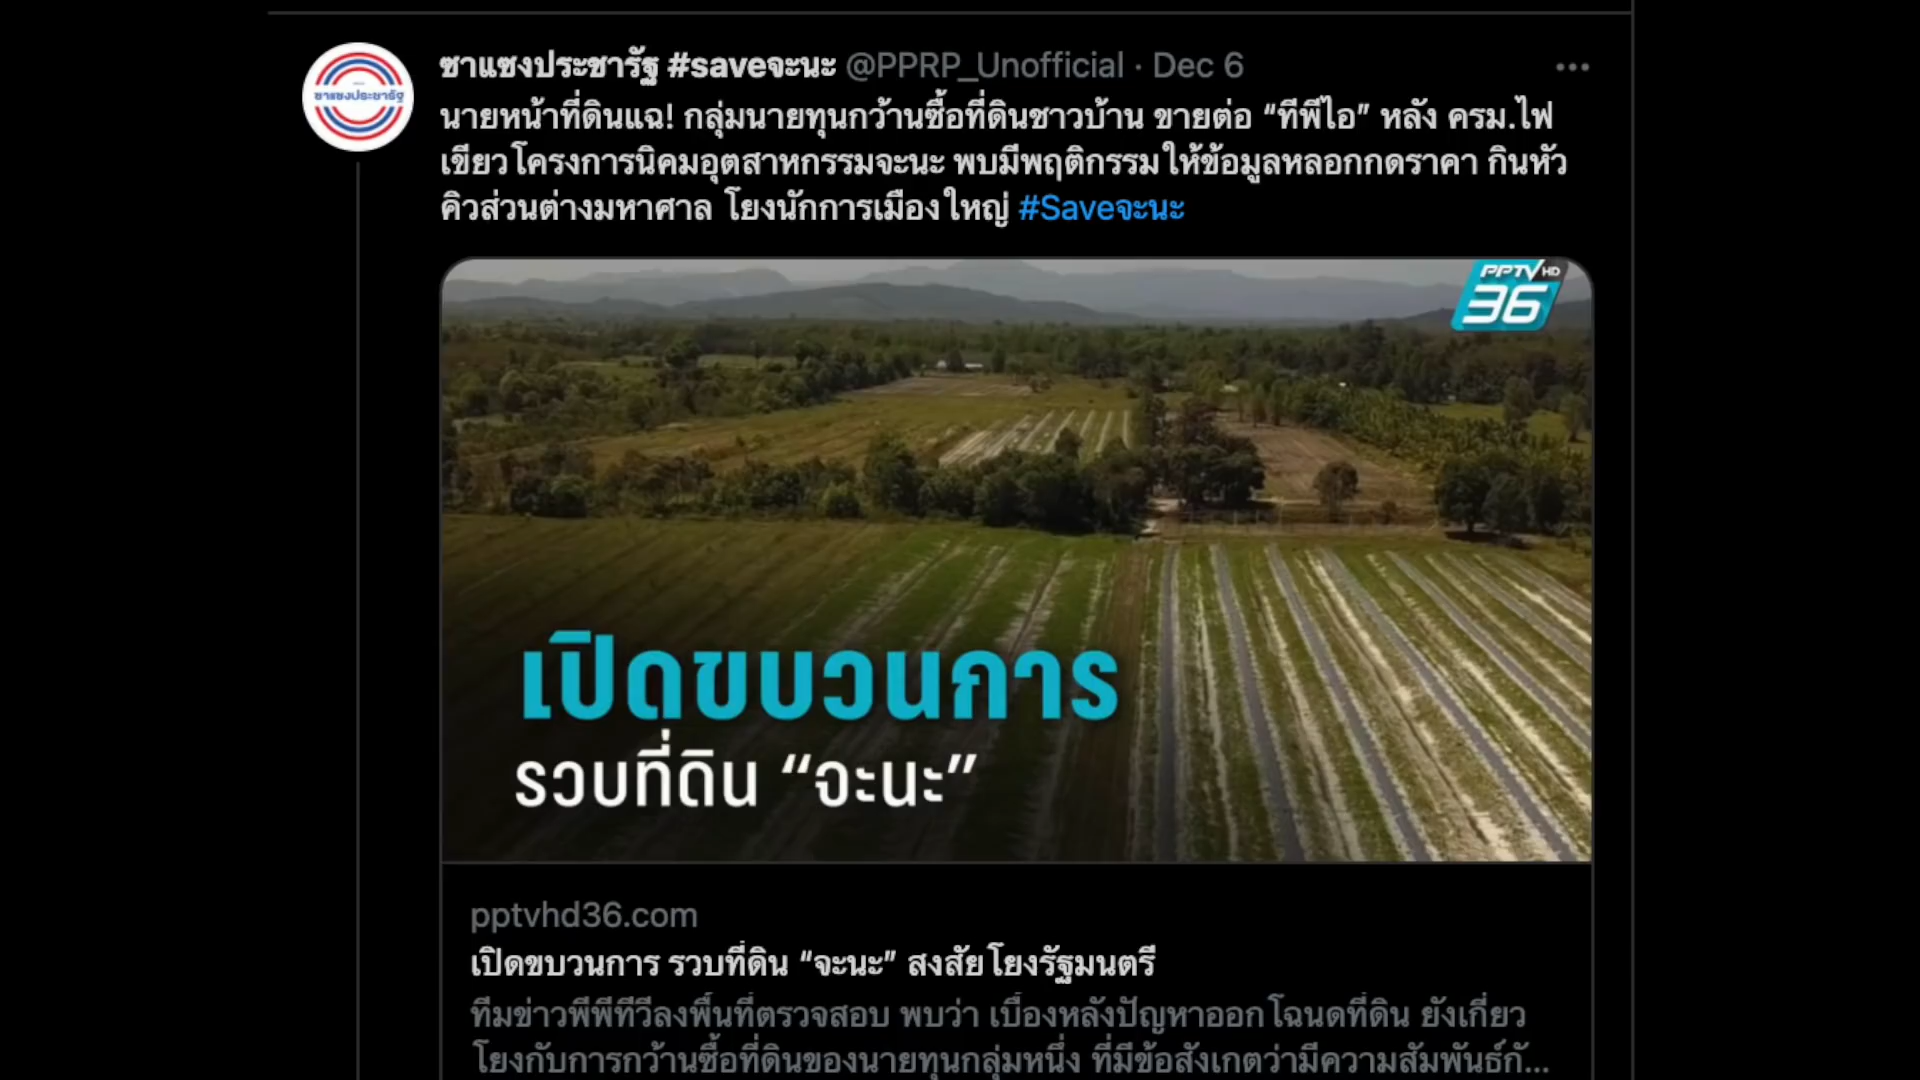 ซาแซงประชารัฐ #saveจะนะ @PPRP_Unofficial · Dec 6
ซาแซงประชารัฐ
นายหน้าที่ดินแฉ! กลุ่มนายทุนกว้านซื้อที่ดินชาวบ้าน ขายต่อ “ทีพีไอ” หลัง ครม.ไฟ
เขียวโครงการนิคมอุตสาหกรรมจะนะ พบมีพฤติกรรมให้ข้อมูลหลอกกดราคา กินหัว
คิวส่วนต่างมหาศาล โยงนักการเมืองใหญ่ #Saveจะนะ
PPTV HD
36
เปิดขบวนการ
รวบที่ดิน “จะนะ”
pptvhd36.com
เปิดขบวนการ รวบที่ดิน “จะนะ” สงสัยโยงรัฐมนตรี
ทีมข่าวพีพีทีวีลงพื้นที่ตรวจสอบ พบว่า เบื้องหลังปัญหาออกโฉนดที่ดิน ยังเกี่ยว
โยงกับการกว้านซื้อที่ดินของนายทุนกลุ่มหนึ่ง ที่มีข้อสังเกตว่ามีความสัมพันธ์กั...